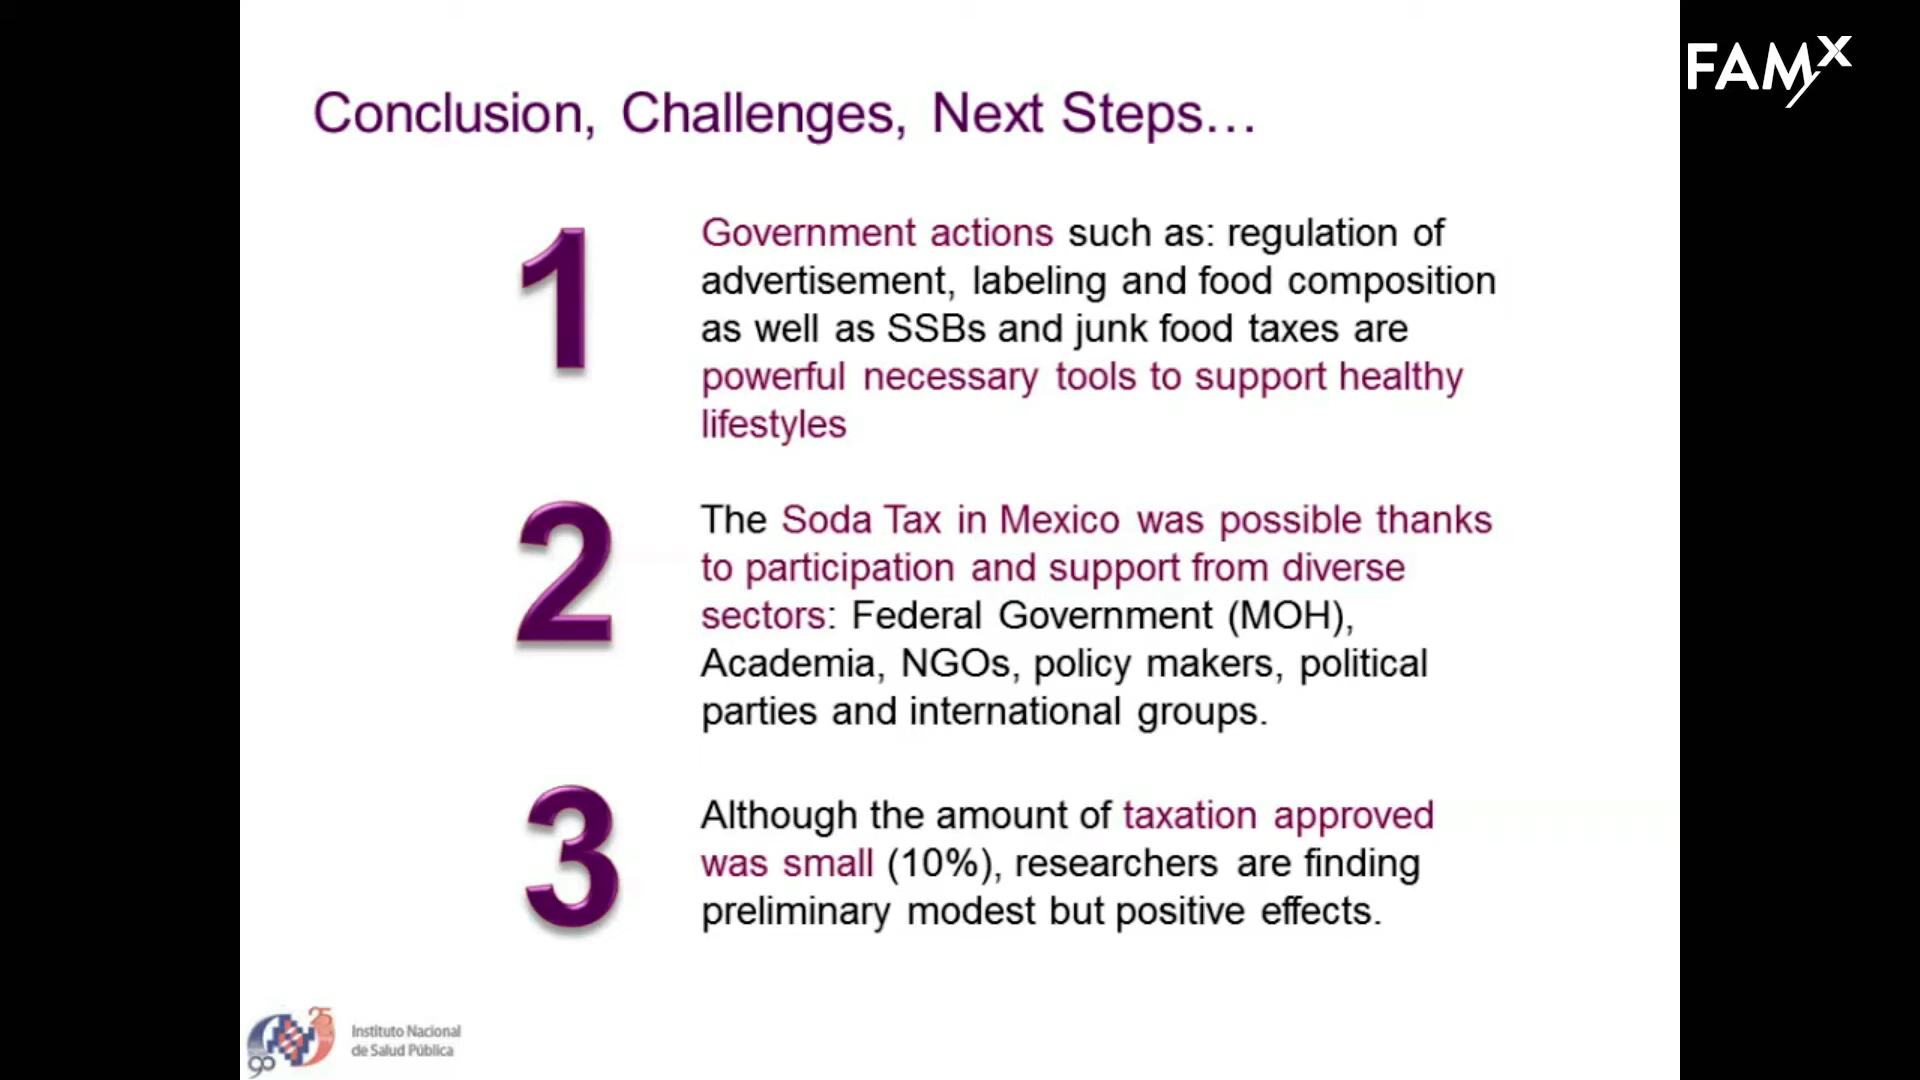 FAMX
Conclusion, Challenges, Next Steps…
1
Government actions such as: regulation of
advertisement, labeling and food composition
as well as SSBs and junk food taxes are
powerful necessary tools to support healthy
lifestyles
2
The Soda Tax in Mexico was possible thanks
to participation and support from diverse
sectors: Federal Government (MOH),
Academia, NGOs, policy makers, political
parties and international groups.
3
Although the amount of taxation approved
was small (10%), researchers are finding
preliminary modest but positive effects.
25
90
Instituto Nacional
de Salud Pública